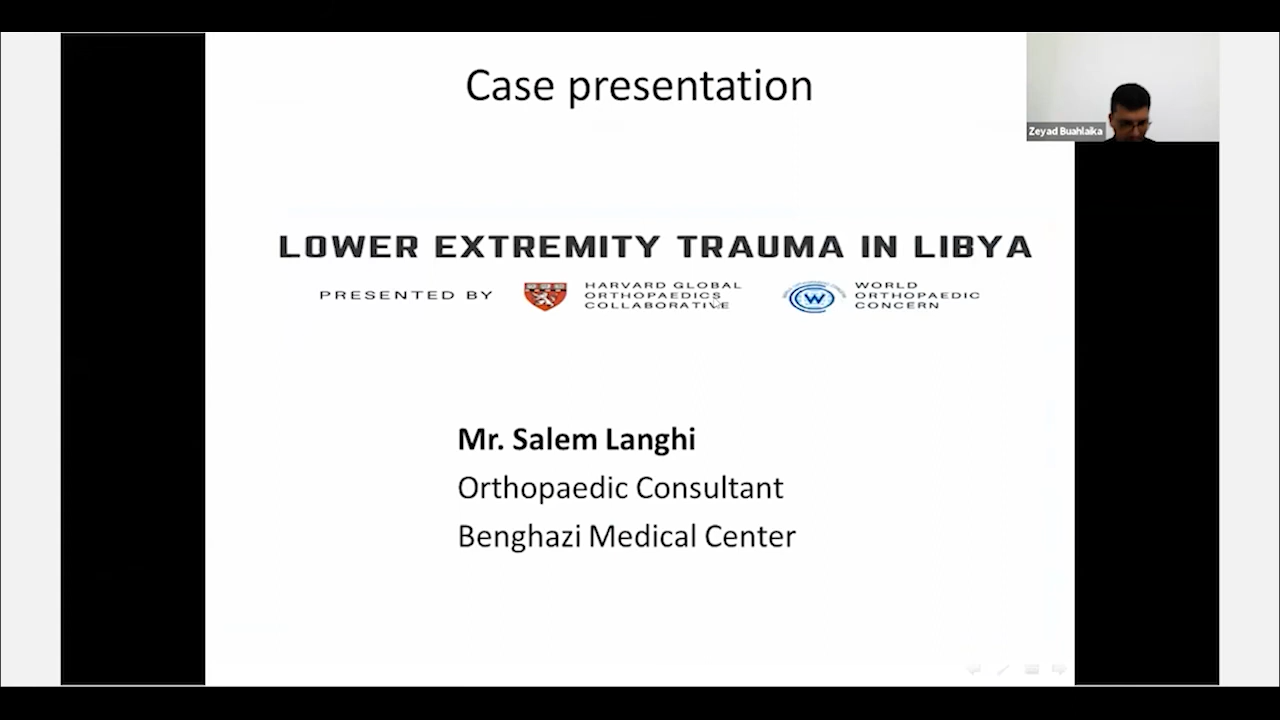 Case presentation
Zeyad Buahlaika
LOWER EXTREMITY TRAUMA IN LIBYA
PRESENTED BY
HARVARD GLOBAL
ORTHOPAEDICS
COLLABORATIVE
W
WORLD
ORTHOPAEDIC
CONCERN
Mr. Salem Langhi
Orthopaedic Consultant
Benghazi Medical Center